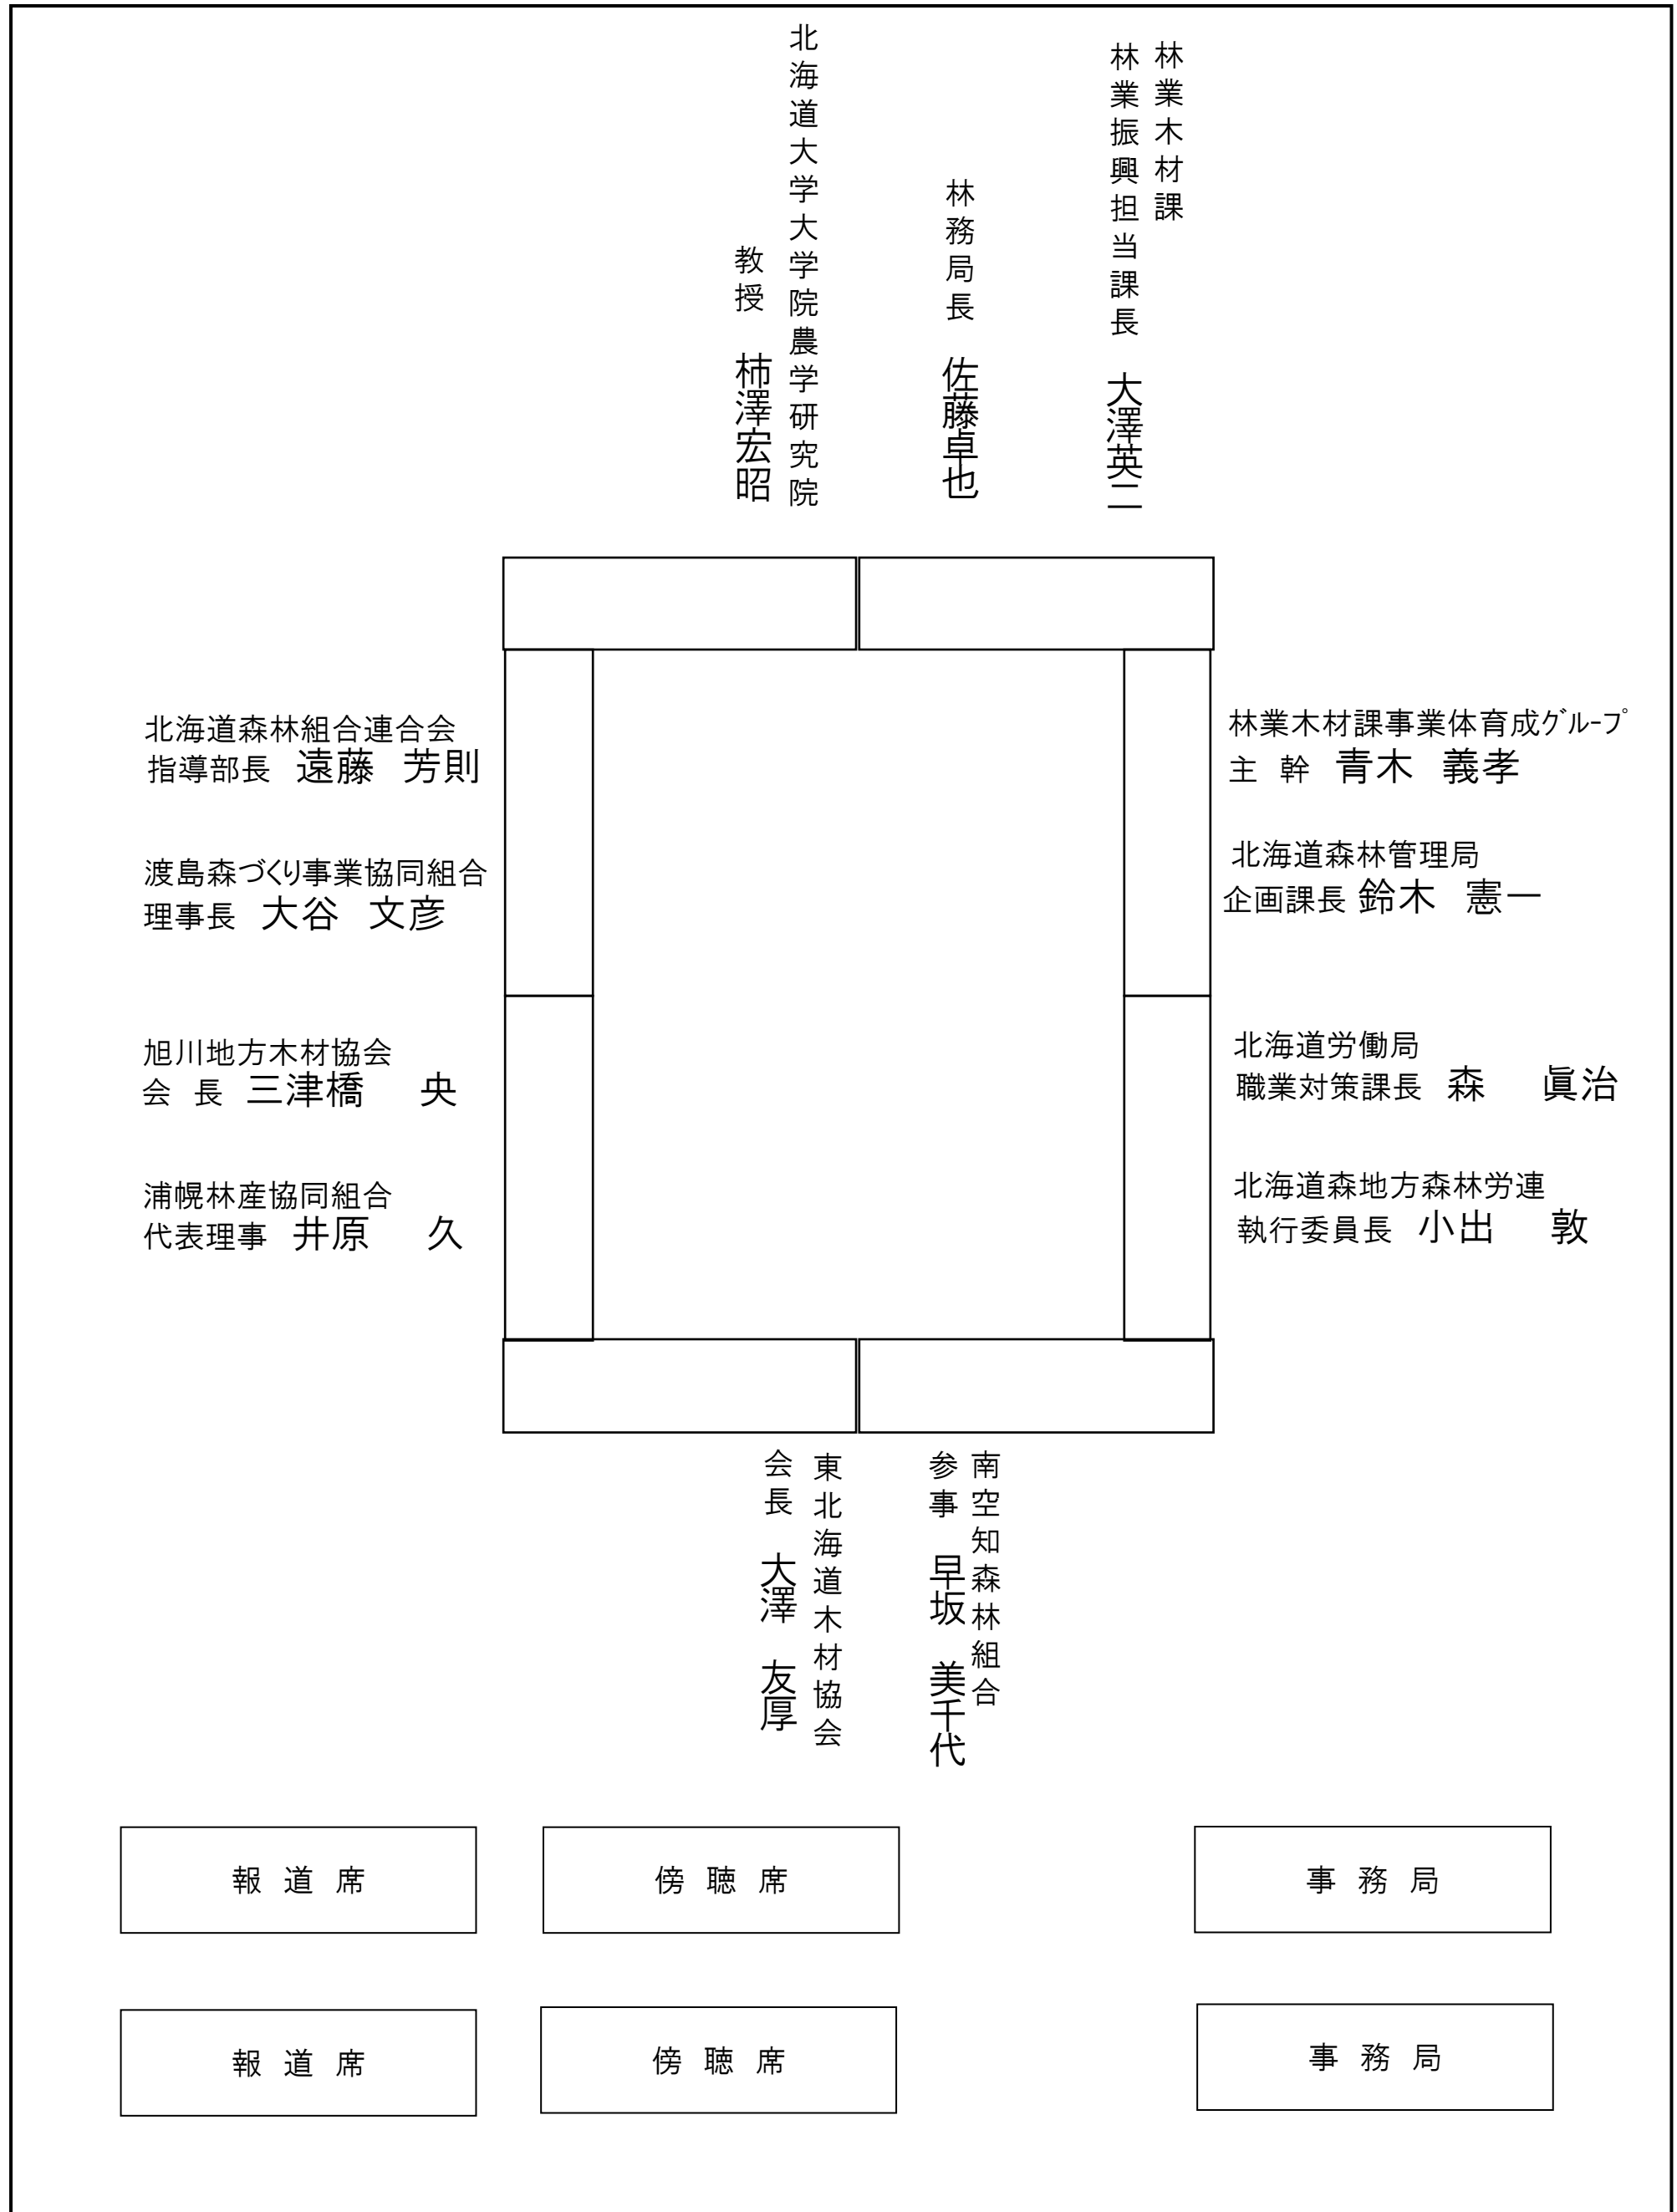 林業木材課
林業振興担当課長　大澤英二
林務局長　佐藤卓也
北海道大学大学院農学研究院
教授　柿澤宏昭
北海道森林組合連合会
指導部長　遠藤　芳則
渡島森づくり事業協同組合
理事長　大谷　文彦
旭川地方木材協会
会　長　三津橋　　央
浦幌林産協同組合
代表理事　井原　　久
林業木材課事業体育成ｸﾞﾙｰﾌﾟ
主　幹　青木　義孝
北海道森林管理局
企画課長 鈴木　憲一
北海道労働局
職業対策課長　森　　眞治
北海道森地方森林労連
執行委員長　小出　　敦
南空知森林組合
参事　早坂　美千代
東北海道木材協会
会長　大澤　友厚
報　道　席
傍　聴　席
事　務　局
報　道　席
傍　聴　席
事　務　局